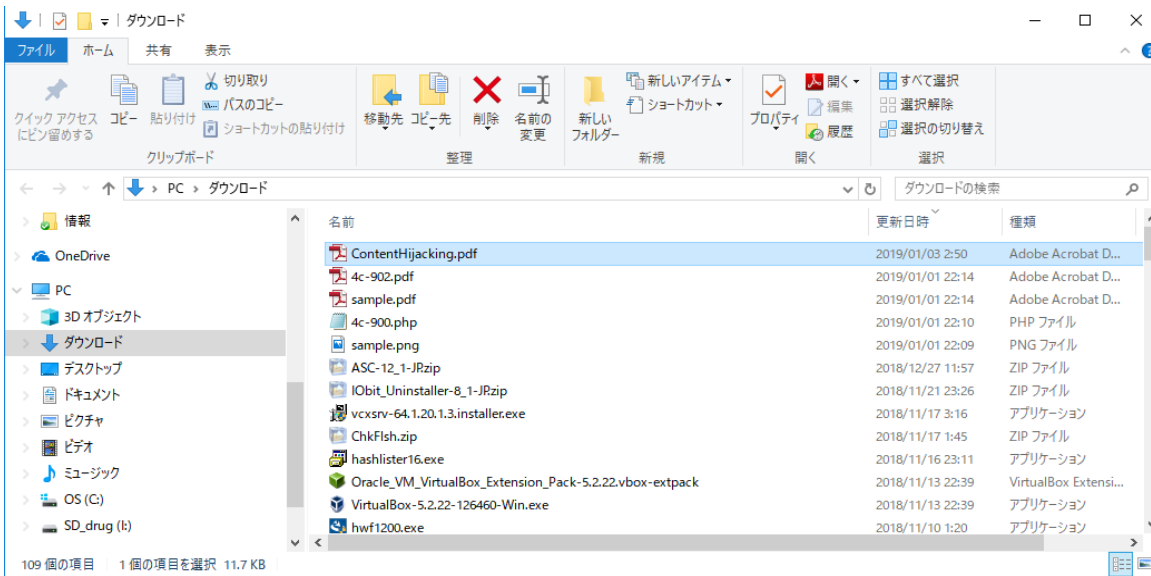 ダウンロード
ファイル ホーム 共有 表示
クイック アクセスにピン留めする
コピー
貼り付け
切り取り
パスのコピー
ショートカットの貼り付け
クリップボード
移動先
コピー先
削除
名前の変更
整理
新しいフォルダー
新しいアイテム
ショートカット
新規
プロパティ
開く
編集
履歴
開く
すべて選択
選択解除
選択の切り替え
選択
PC › ダウンロード
ダウンロードの検索
情報
OneDrive
PC
3D オブジェクト
ダウンロード
デスクトップ
ドキュメント
ピクチャ
ビデオ
ミュージック
OS (C:)
SD_drug (I:)
名前 更新日時 種類
ContentHijacking.pdf 2019/01/03 2:50 Adobe Acrobat D...
4c-902.pdf 2019/01/01 22:14 Adobe Acrobat D...
sample.pdf 2019/01/01 22:14 Adobe Acrobat D...
4c-900.php 2019/01/01 22:10 PHP ファイル
sample.png 2019/01/01 22:09 PNG ファイル
ASC-12_1-JP.zip 2018/12/27 11:57 ZIP ファイル
IObit_Uninstaller-8_1-JP.zip 2018/11/21 23:26 ZIP ファイル
vcxsrv-64.1.20.1.3.installer.exe 2018/11/17 3:16 アプリケーション
ChkFlsh.zip 2018/11/17 1:45 ZIP ファイル
hashlister16.exe 2018/11/16 23:11 アプリケーション
Oracle_VM_VirtualBox_Extension_Pack-5.2.22.vbox-extpack 2018/11/13 22:39 VirtualBox Extensi...
VirtualBox-5.2.22-126460-Win.exe 2018/11/13 22:39 アプリケーション
hwf1200.exe 2018/11/10 1:20 アプリケーション
109 個の項目 1 個の項目を選択 11.7 KB